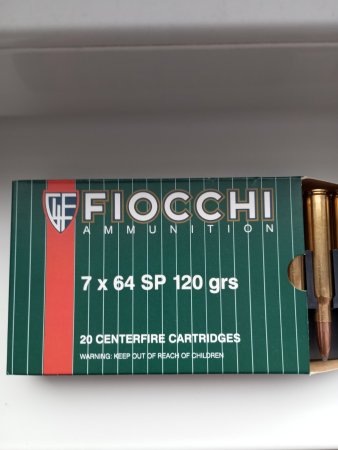 FIOCCHI
AMMUNITION
7 x 64 SP 120 grs
20 CENTERFIRE CARTRIDGES
WARNING: KEEP OUT OF REACH OF CHILDREN